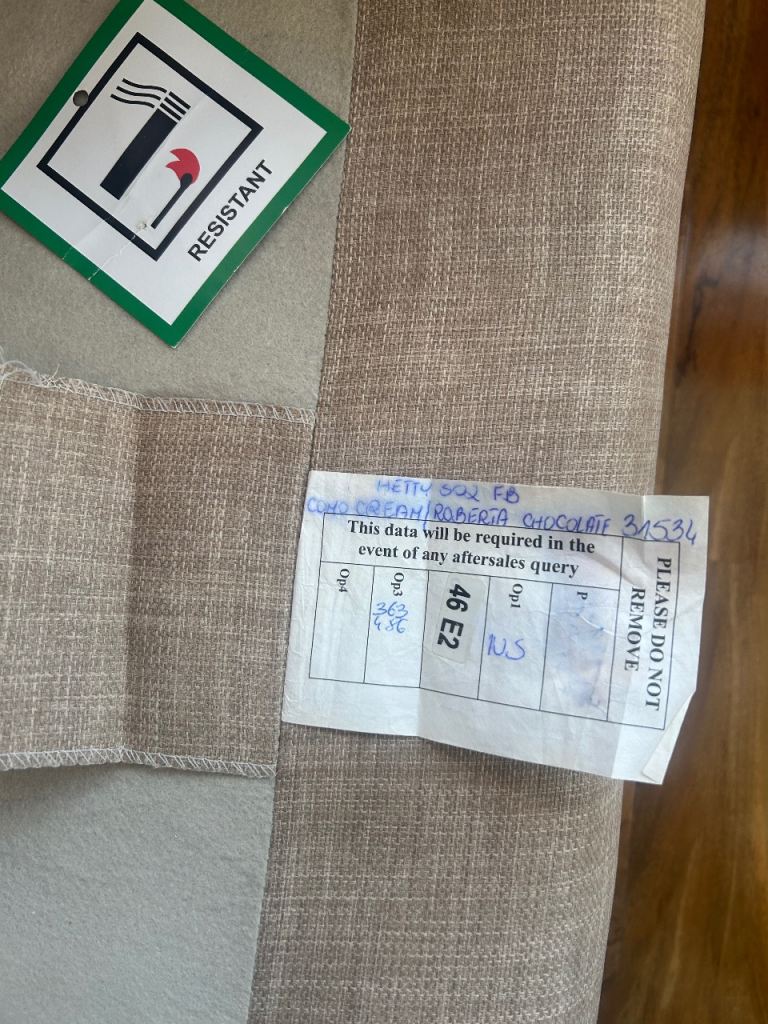 RESISTANT
HETTY SO2 FB
COMO CREAM/ROBERTA CHOCOLATE 31534
This data will be required in the
event of any aftersales query
PLEASE DO NOT
REMOVE
P
Op1
NS
46 E2
Op3
363
486
Op4